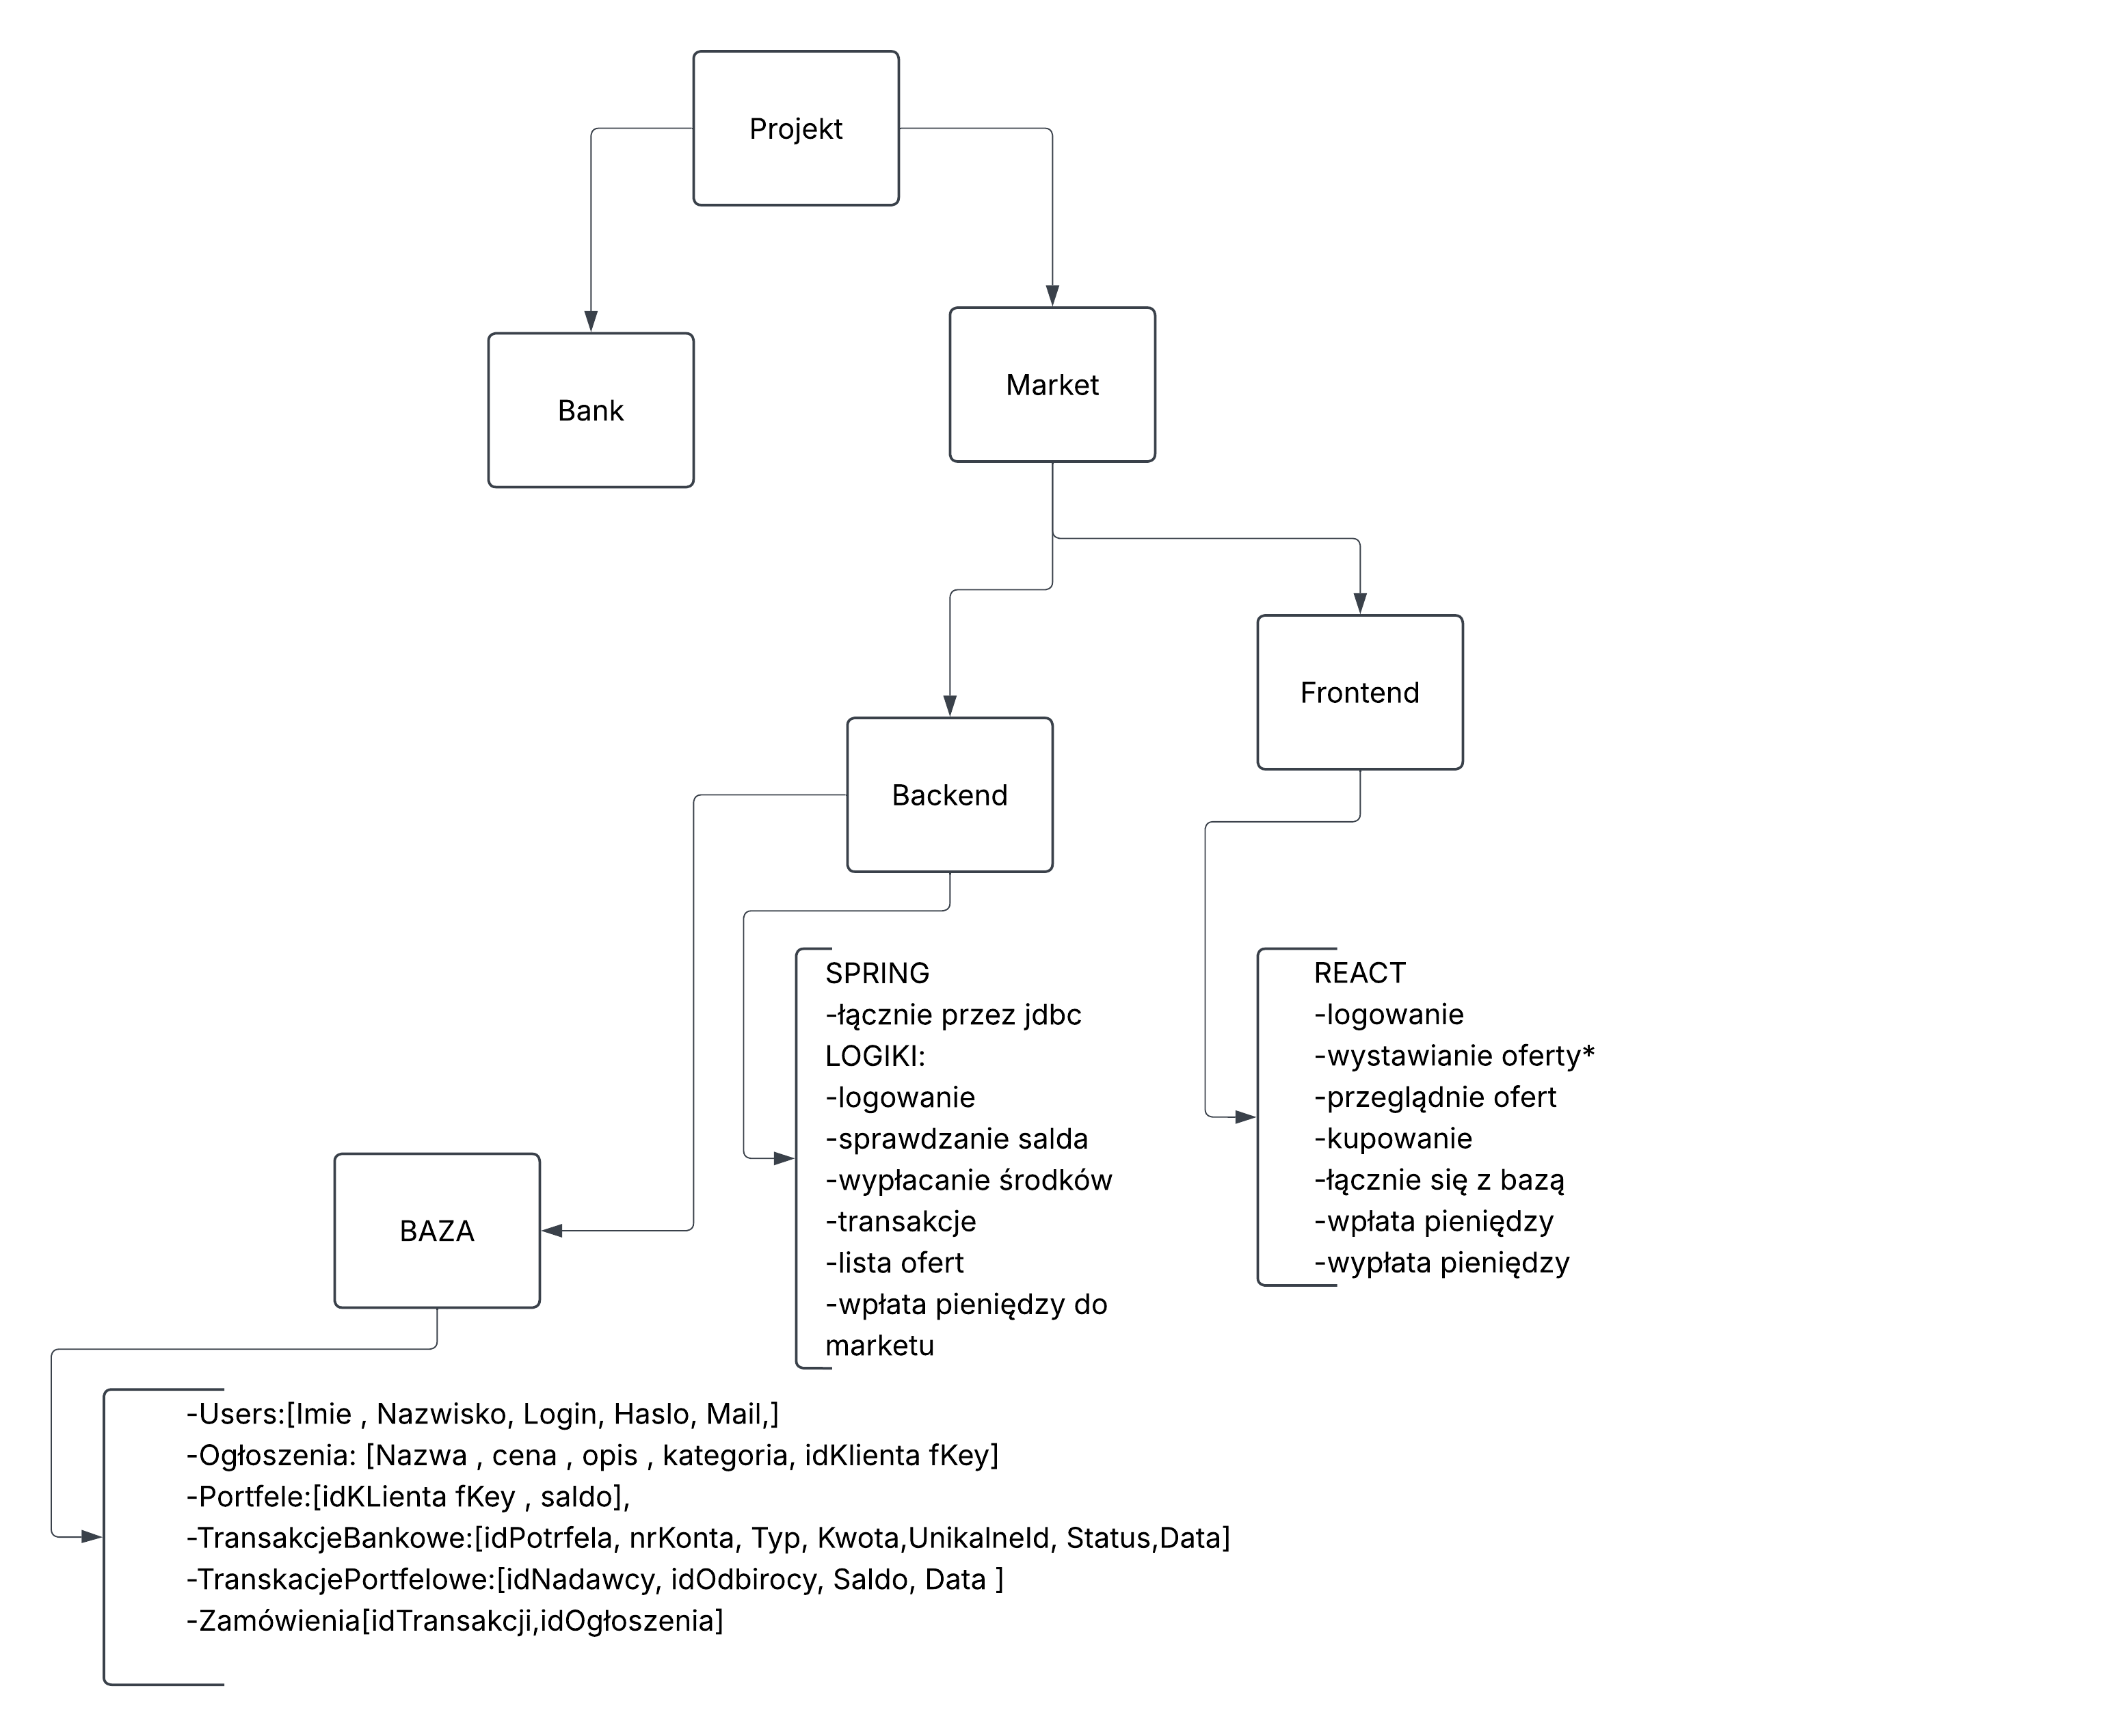 Projekt
Bank
Market
Frontend
Backend
SPRING
-łącznie przez jdbc
LOGIKI:
-logowanie
-sprawdzanie salda
-wypłacanie środków
-transakcje
-lista ofert
-wpłata pieniędzy do
marketu
REACT
-logowanie
-wystawianie oferty*
-przeglądnie ofert
-kupowanie
-łącznie się z bazą
-wpłata pieniędzy
-wypłata pieniędzy
BAZA
-Users:[Imie , Nazwisko, Login, Haslo, Mail,]
-Ogłoszenia: [Nazwa , cena , opis , kategoria, idKlienta fKey]
-Portfele:[idKLienta fKey , saldo],
-TransakcjeBankowe:[idPotrfela, nrKonta, Typ, Kwota,UnikalneId, Status,Data]
-TranskacjePortfelowe:[idNadawcy, idOdbirocy, Saldo, Data ]
-Zamówienia[idTransakcji,idOgłoszenia]